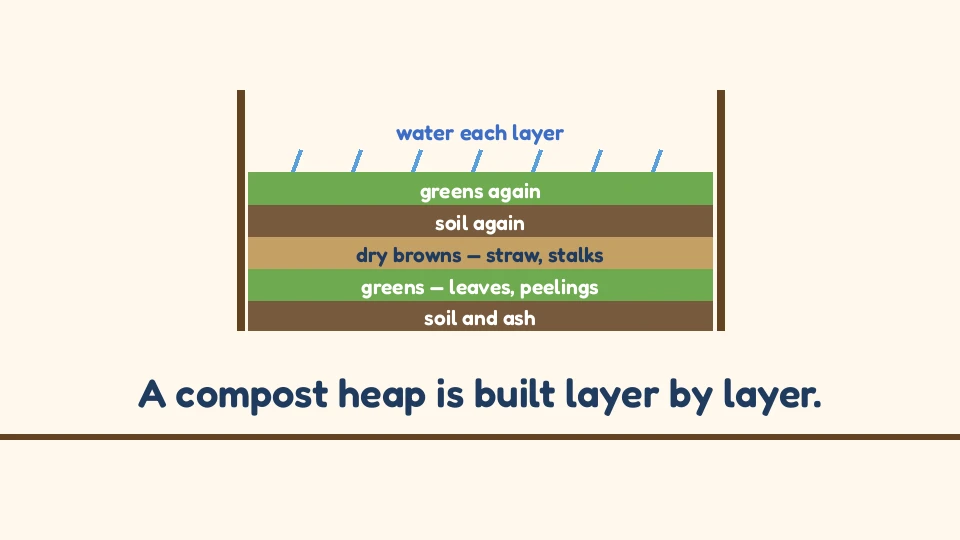 water each layer
greens again
soil again
dry browns — straw, stalks
greens — leaves, peelings
soil and ash
A compost heap is built layer by layer.